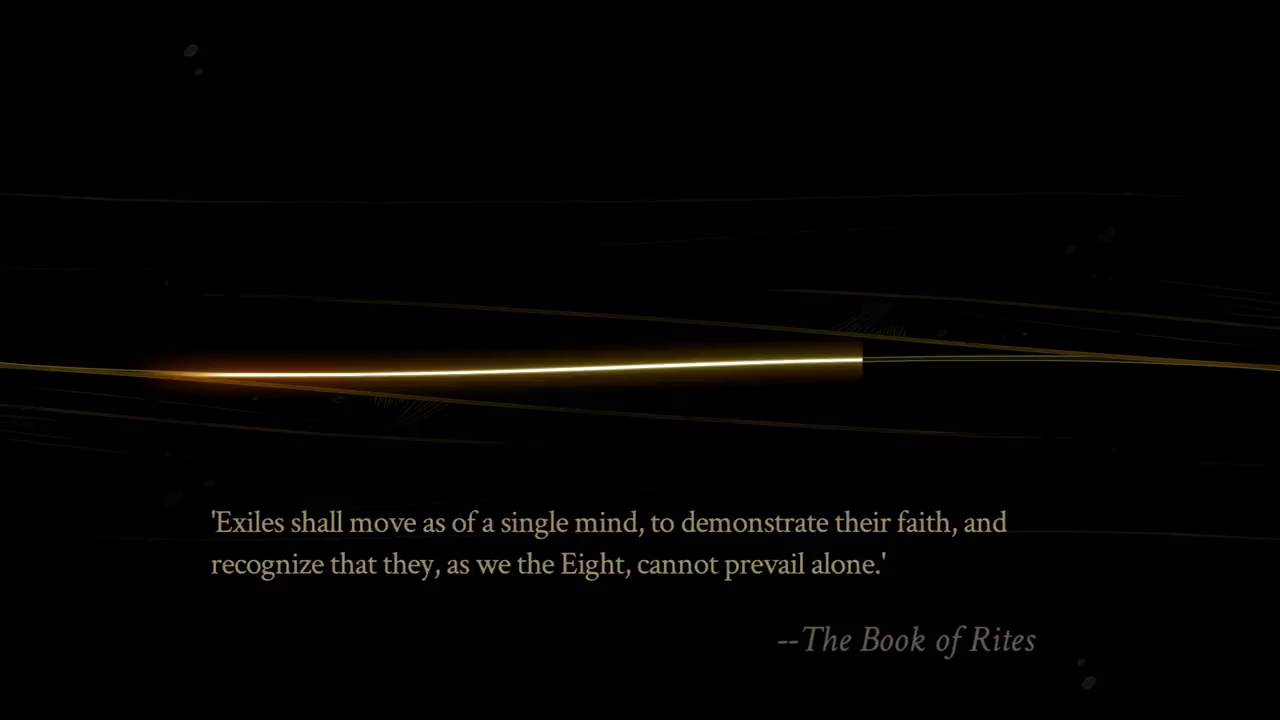 'Exiles shall move as of a single mind, to demonstrate their faith, and
recognize that they, as we the Eight, cannot prevail alone.'
--The Book of Rites